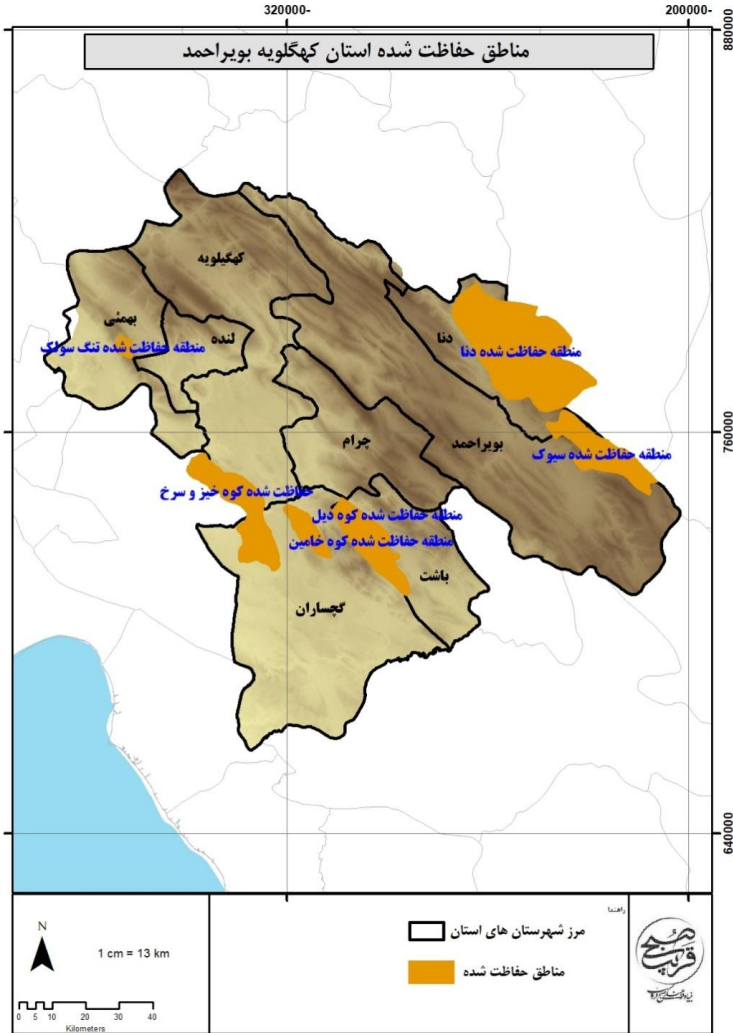 320000-
200000-
880000
مناطق حفاظت شده استان کهگلویه بویراحمد
کهگیلویه
بهمئی
لنده
دنا
منطقه حفاظت شده تنگ سولک
منطقه حفاظت شده دنا
760000
چرام
بویراحمد
منطقه حفاظت شده سیوک
حفاظت شده کوه خیز و سرخ
منطقه حفاظت شده کوه دیل
منطقه حفاظت شده کوه خامین
باشت
گچساران
640000
راهنما
مرز شهرستان های استان
مناطق حفاظت شده
N
1 cm = 13 km
0 5 10 20 30 40
Kilometers